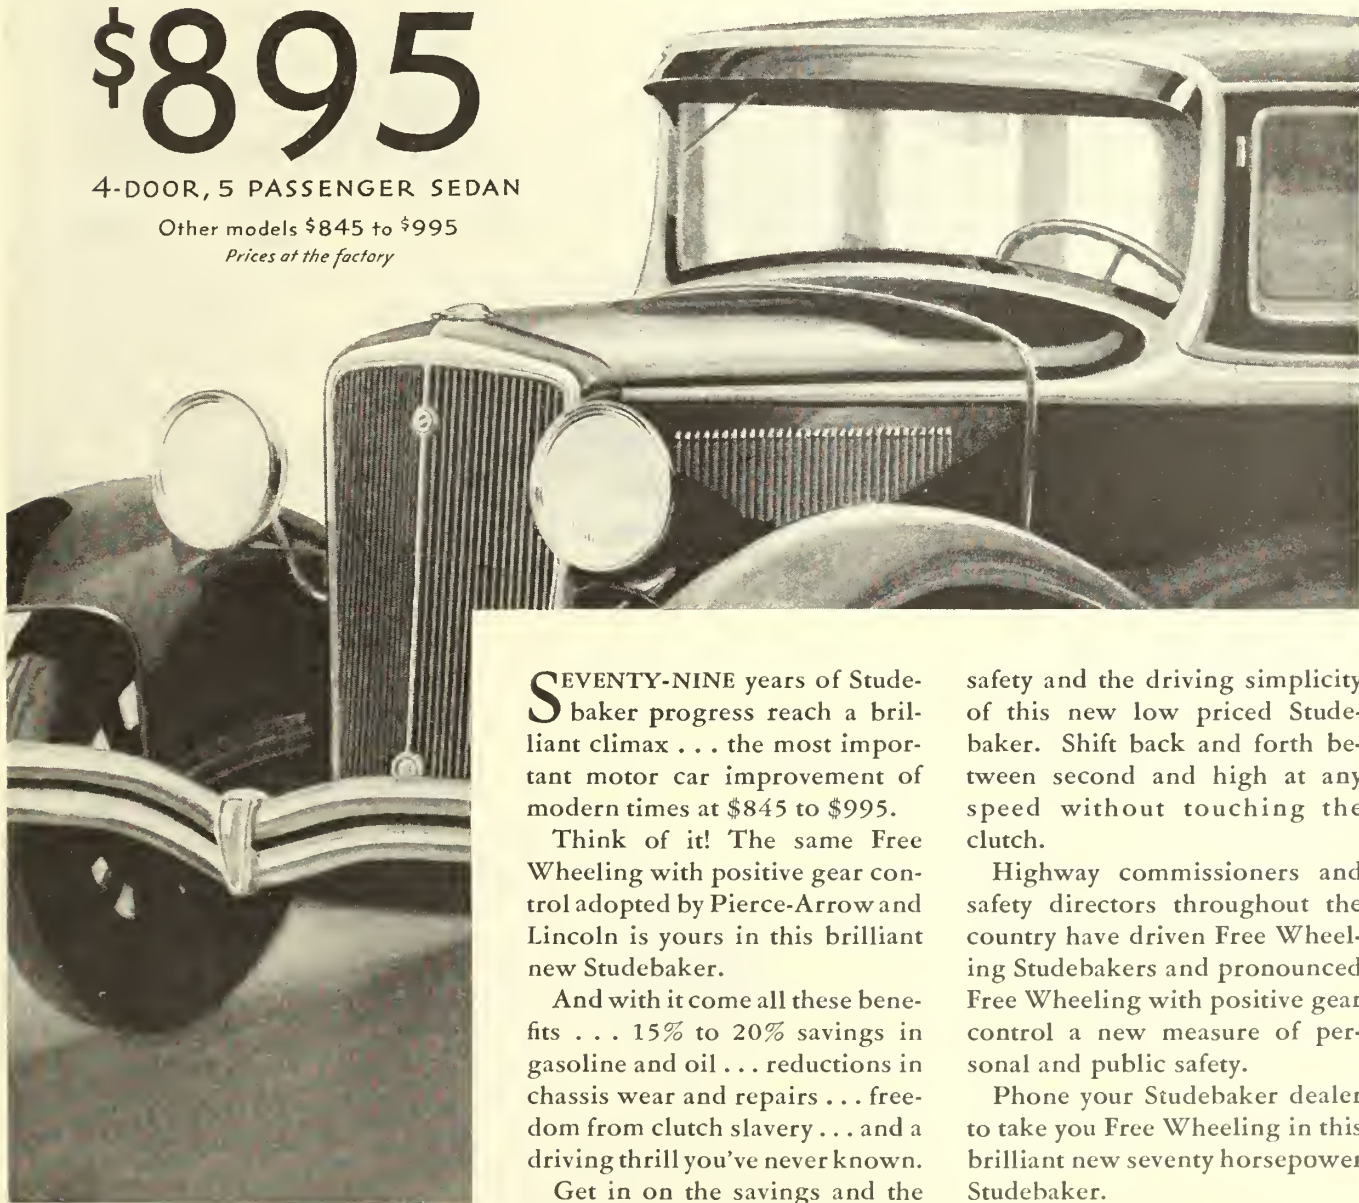 $895
4-DOOR, 5 PASSENGER SEDAN
Other models $845 to $995
Prices at the factory
SEVENTY-NINE years of Stude-
baker progress reach a bril-
liant climax . . . the most impor-
tant motor car improvement of
modern times at $845 to $995.
Think of it! The same Free
Wheeling with positive gear con-
trol adopted by Pierce-Arrow and
Lincoln is yours in this brilliant
new Studebaker.
And with it come all these bene-
fits . . . 15% to 20% savings in
gasoline and oil . . . reductions in
chassis wear and repairs . . . free-
dom from clutch slavery . . . and a
driving thrill you've never known.
Get in on the savings and the
safety and the driving simplicity
of this new low priced Stude-
baker. Shift back and forth be-
tween second and high at any
speed without touching the
clutch.
Highway commissioners and
safety directors throughout the
country have driven Free Wheel-
ing Studebakers and pronounced
Free Wheeling with positive gear
control a new measure of per-
sonal and public safety.
Phone your Studebaker dealer
to take you Free Wheeling in this
brilliant new seventy horsepower
Studebaker.